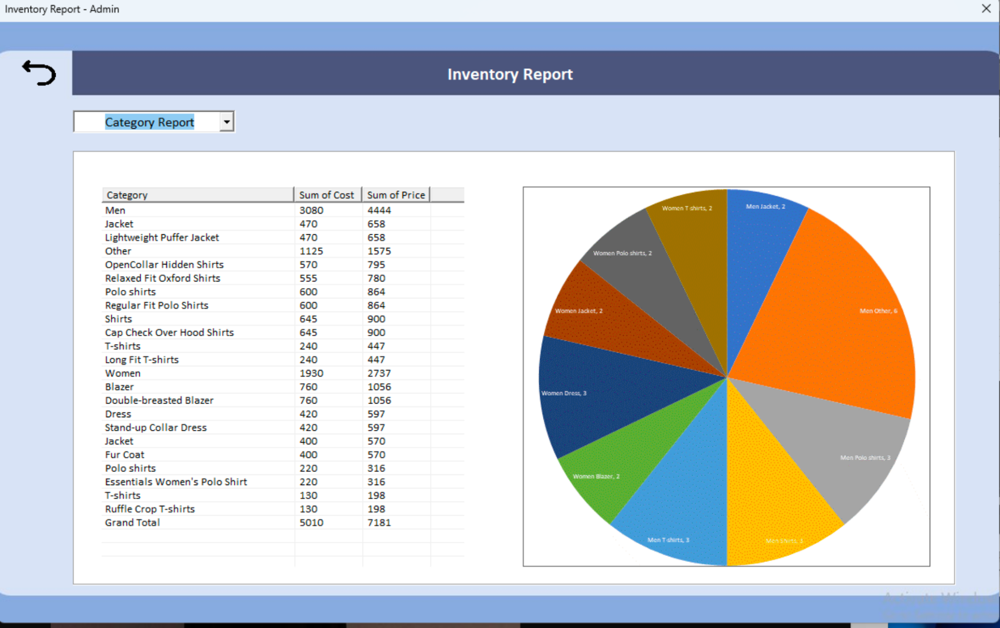 Inventory Report - Admin
Inventory Report
Category Report
Category Sum of Cost Sum of Price
Men 3080 4444
Jacket 470 658
Lightweight Puffer Jacket 470 658
Other 1125 1575
OpenCollar Hidden Shirts 570 795
Relaxed Fit Oxford Shirts 555 780
Polo shirts 600 864
Regular Fit Polo Shirts 600 864
Shirts 645 900
Cap Check Over Hood Shirts 645 900
T-shirts 240 447
Long Fit T-shirts 240 447
Women 1930 2737
Blazer 760 1056
Double-breasted Blazer 760 1056
Dress 420 597
Stand-up Collar Dress 420 597
Jacket 400 570
Fur Coat 400 570
Polo shirts 220 316
Essentials Women's Polo Shirt 220 316
T-shirts 130 198
Ruffle Crop T-shirts 130 198
Grand Total 5010 7181
Women T-shirts, 2
Men Jacket, 2
Women Polo shirts, 2
Women Jacket, 2
Men Other, 6
Women Dress, 3
Men Polo shirts, 3
Women Blazer, 2
Men T-shirts, 3
Men Shirts, 3
Activate Window